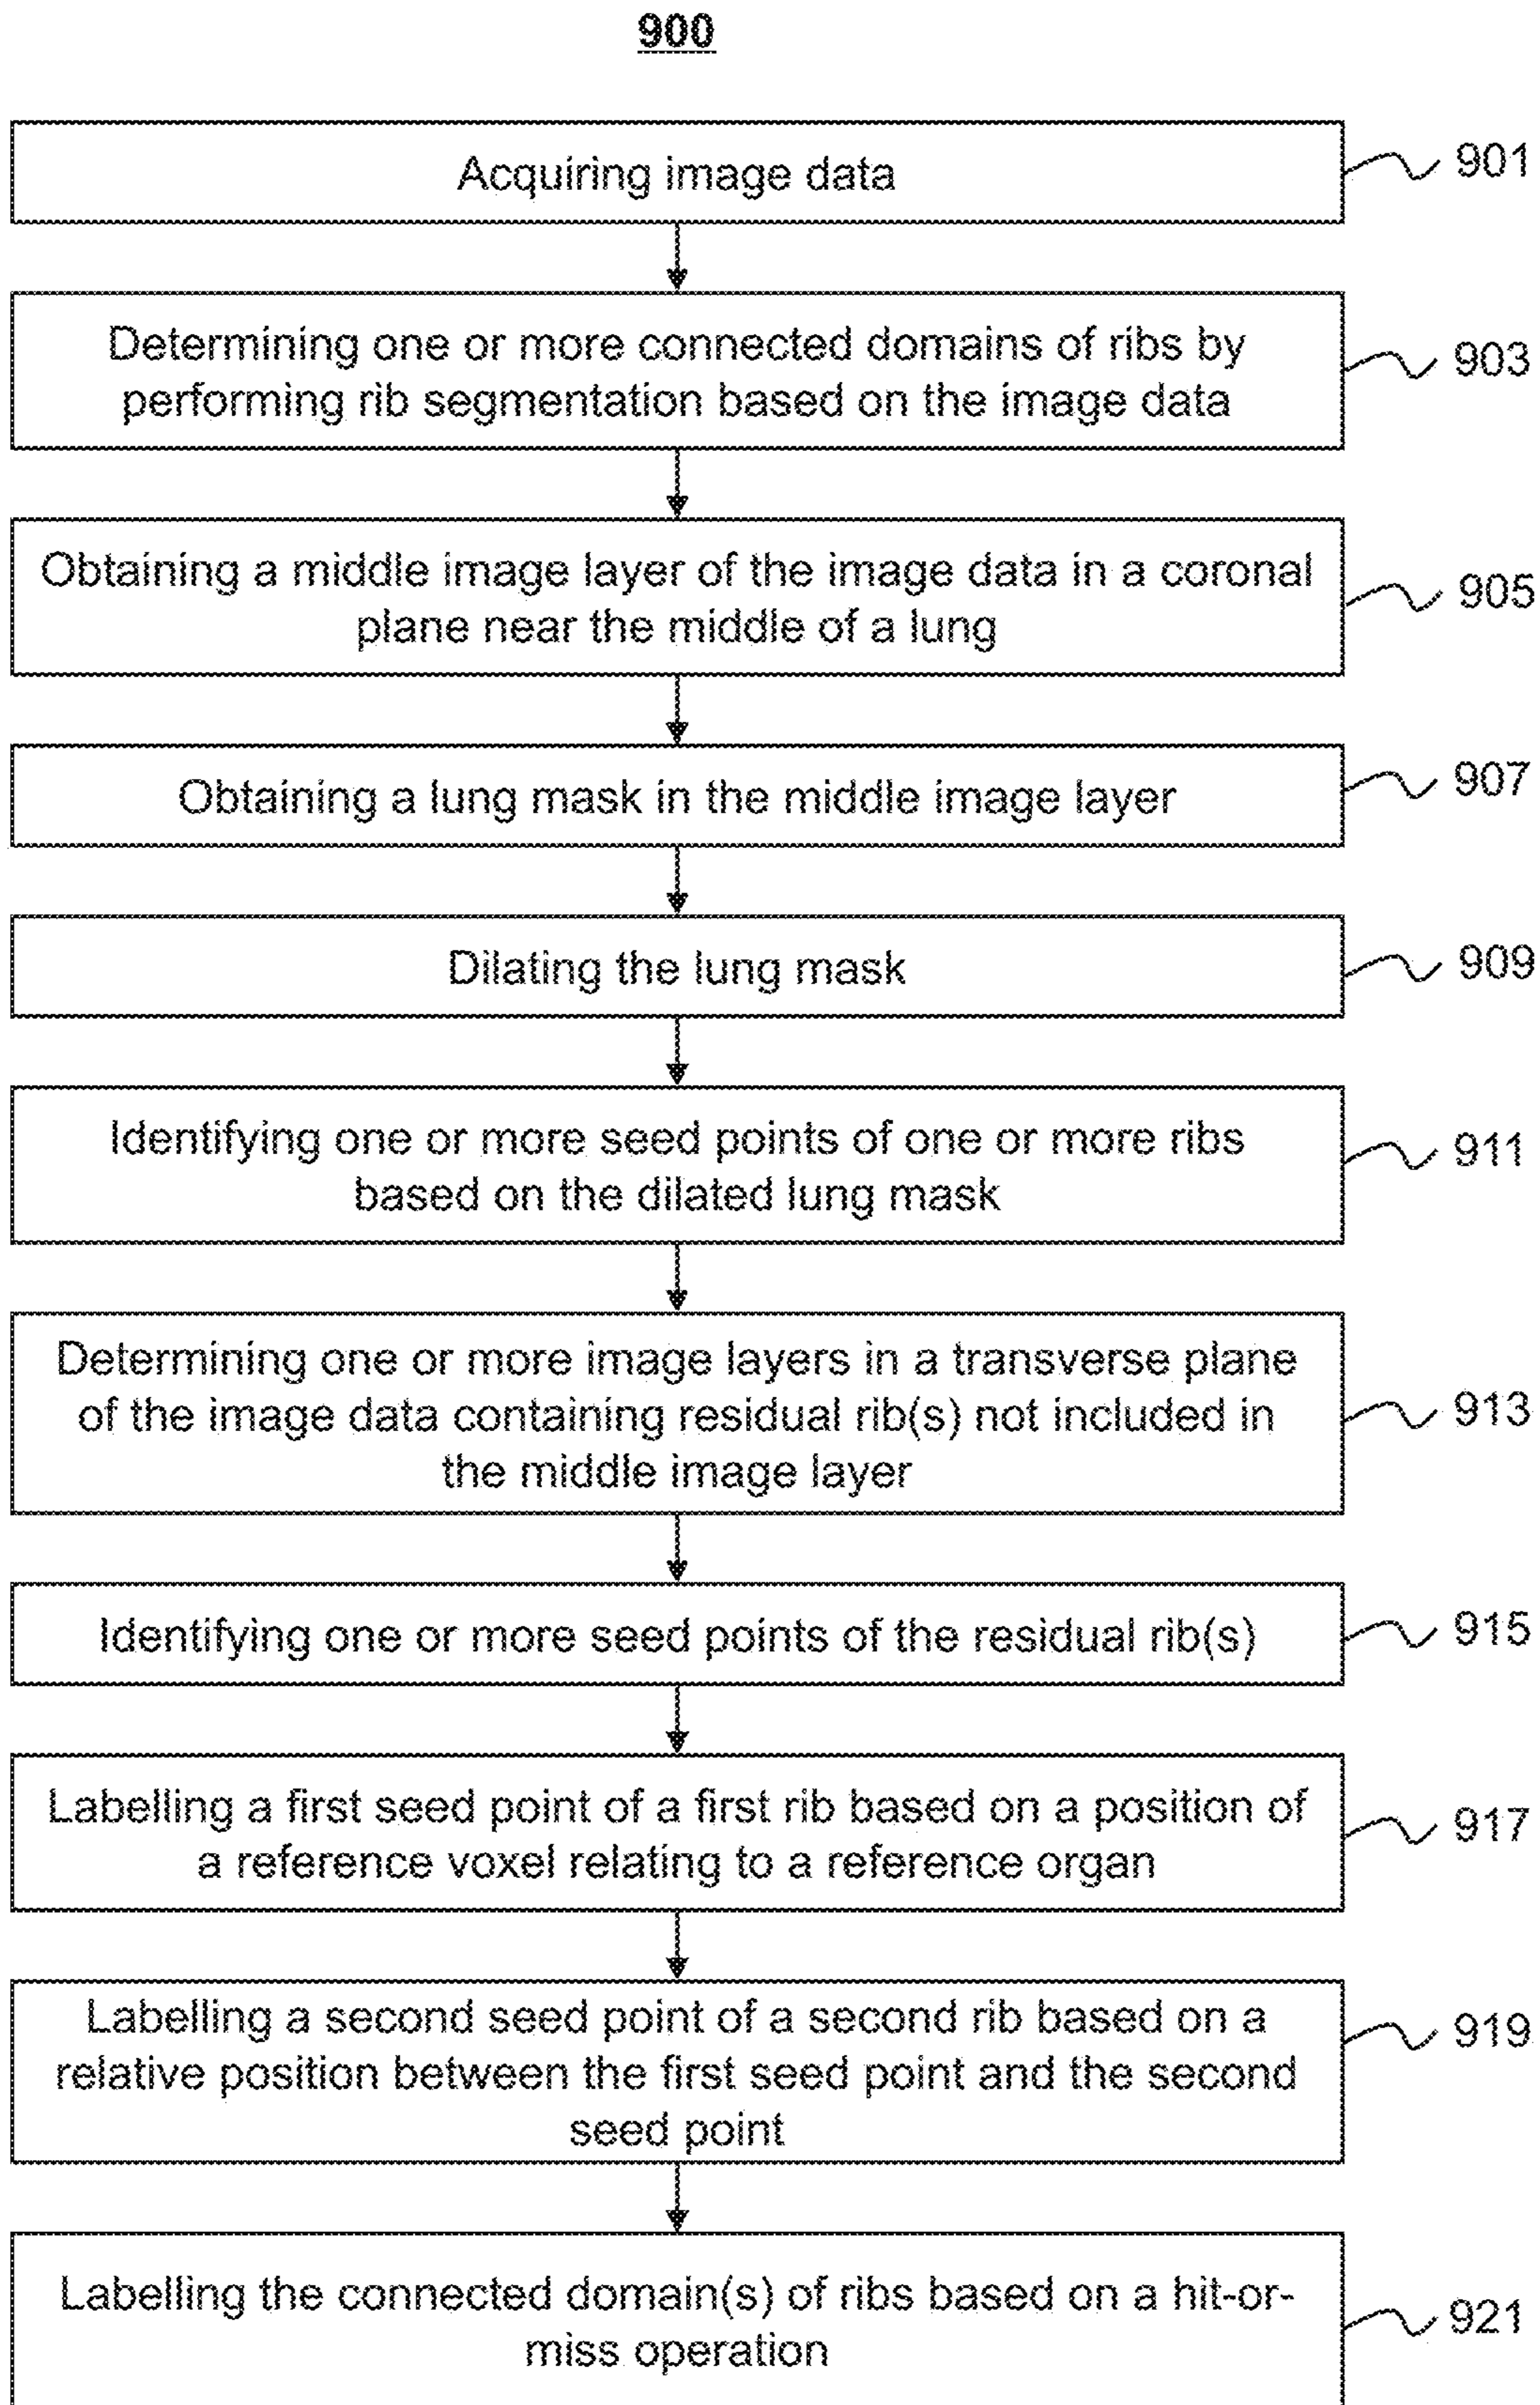 900
Acquiring image data
901
Determining one or more connected domains of ribs by
performing rib segmentation based on the image data
903
Obtaining a middle image layer of the image data in a coronal
plane near the middle of a lung
905
Obtaining a lung mask in the middle image layer
907
Dilating the lung mask
909
Identifying one or more seed points of one or more ribs
based on the dilated lung mask
911
Determining one or more image layers in a transverse plane
of the image data containing residual rib(s) not included in
the middle image layer
913
Identifying one or more seed points of the residual rib(s)
915
Labelling a first seed point of a first rib based on a position of
a reference voxel relating to a reference organ
917
Labelling a second seed point of a second rib based on a
relative position between the first seed point and the second
seed point
919
Labelling the connected domain(s) of ribs based on a hit-or-
miss operation
921